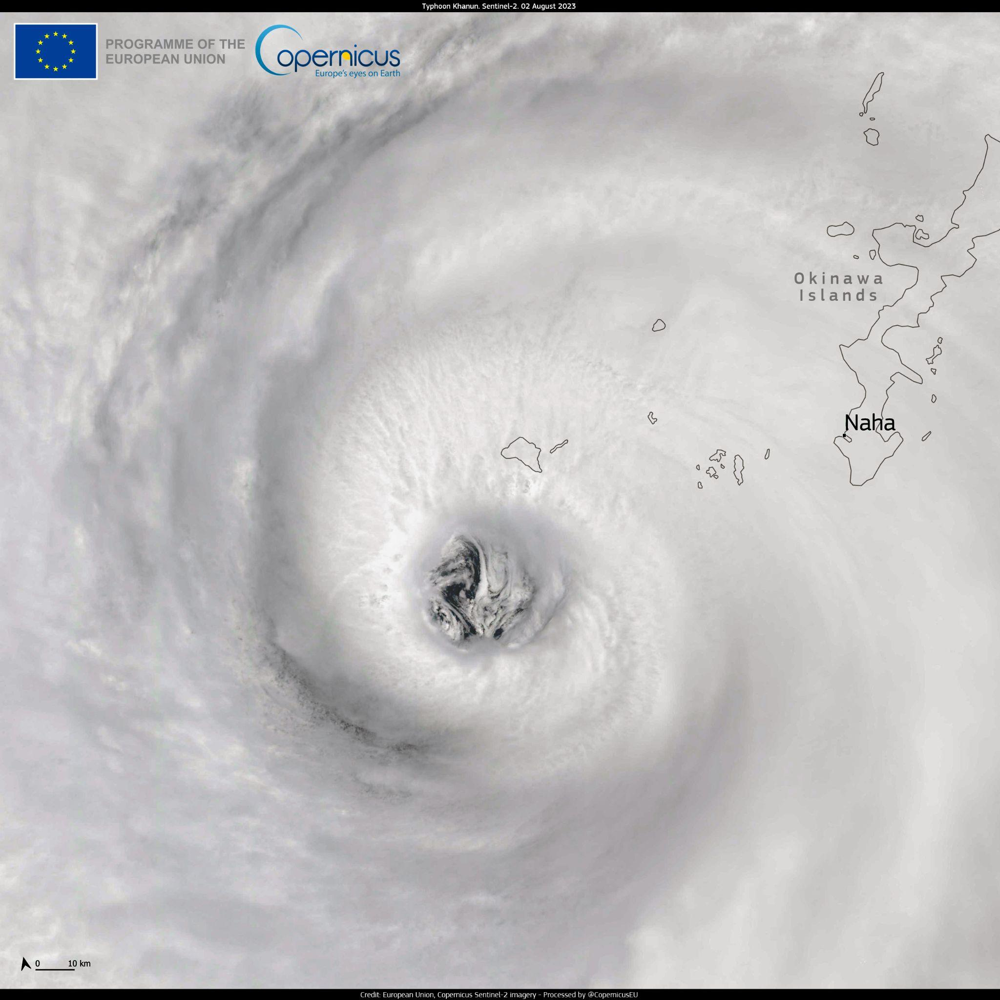 Typhoon Khanun. Sentinel-2. 02 August 2023
PROGRAMME OF THE
EUROPEAN UNION
Copernicus
Europe's eyes on Earth
Okinawa
Islands
Naha
0 10 km
Credit: European Union, Copernicus Sentinel-2 imagery - Processed by @CopernicusEU